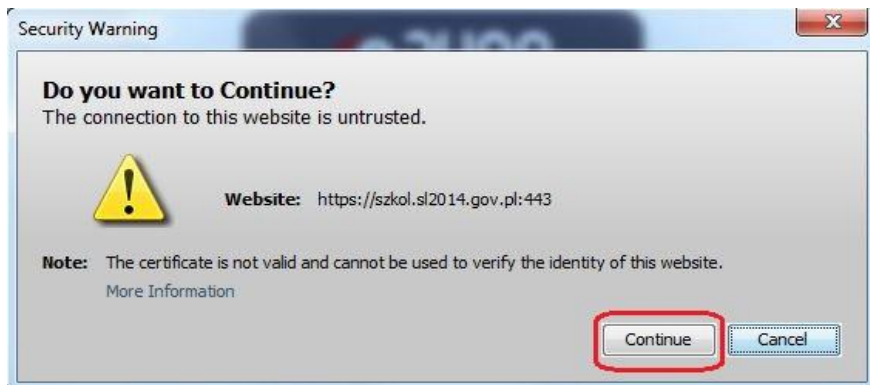 Security Warning
Do you want to Continue?
The connection to this website is untrusted.
Website: https://szkol.sl2014.gov.pl:443
Note: The certificate is not valid and cannot be used to verify the identity of this website.
More Information
Continue Cancel